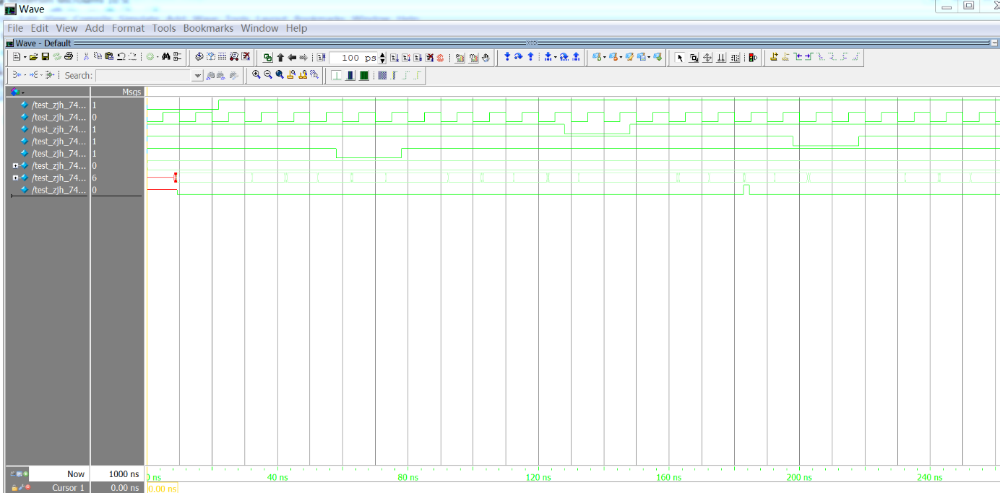 Wave
File Edit View Add Format Tools Bookmarks Window Help
Wave - Default
100 ps
Search:
Msgs
/test_zjh_74... 1
/test_zjh_74... 0
/test_zjh_74... 1
/test_zjh_74... 1
/test_zjh_74... 1
/test_zjh_74... 0
/test_zjh_74... 6
/test_zjh_74... 0
Now 1000 ns
ns 40 ns 80 ns 120 ns 160 ns 200 ns 240 ns
Cursor 1 0.00 ns 0.00 ns